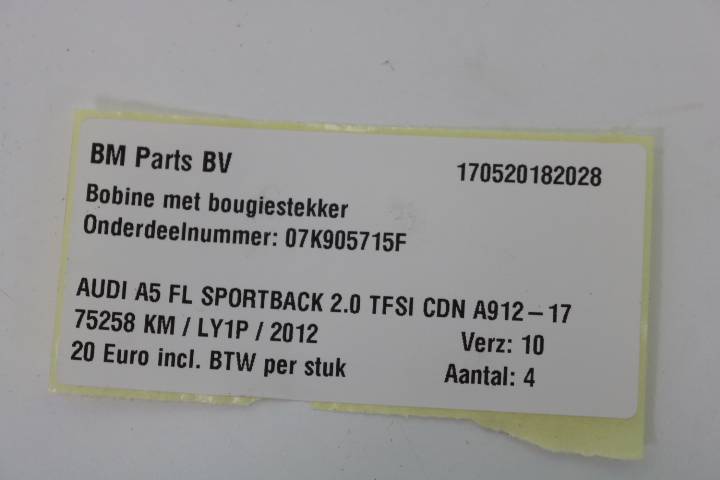 BM Parts BV 170520182028
Bobine met bougiestekker
Onderdeelnummer: 07K905715F
AUDI A5 FL SPORTBACK 2.0 TFSI CDN A912-17
75258 KM / LY1P / 2012 Verz: 10
20 Euro incl. BTW per stuk Aantal: 4